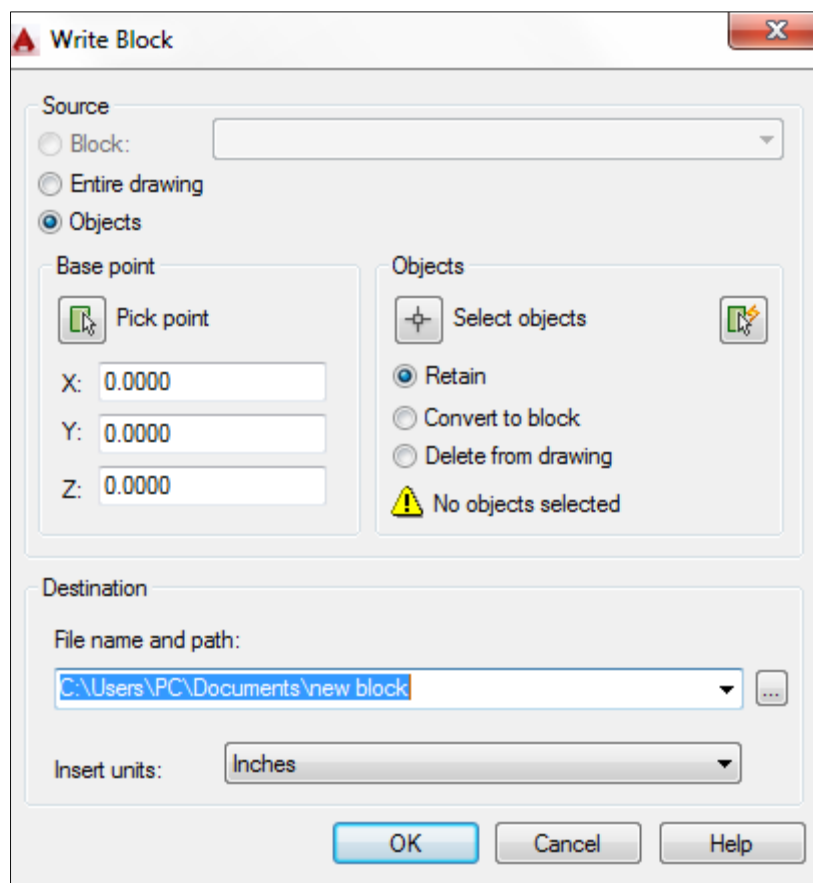 Write Block
Source
Block:
Entire drawing
Objects
Base point
Pick point
X: 0.0000
Y: 0.0000
Z: 0.0000
Objects
Select objects
Retain
Convert to block
Delete from drawing
No objects selected
Destination
File name and path:
C:\Users\PC\Documents\new block
...
Insert units: Inches
OK Cancel Help